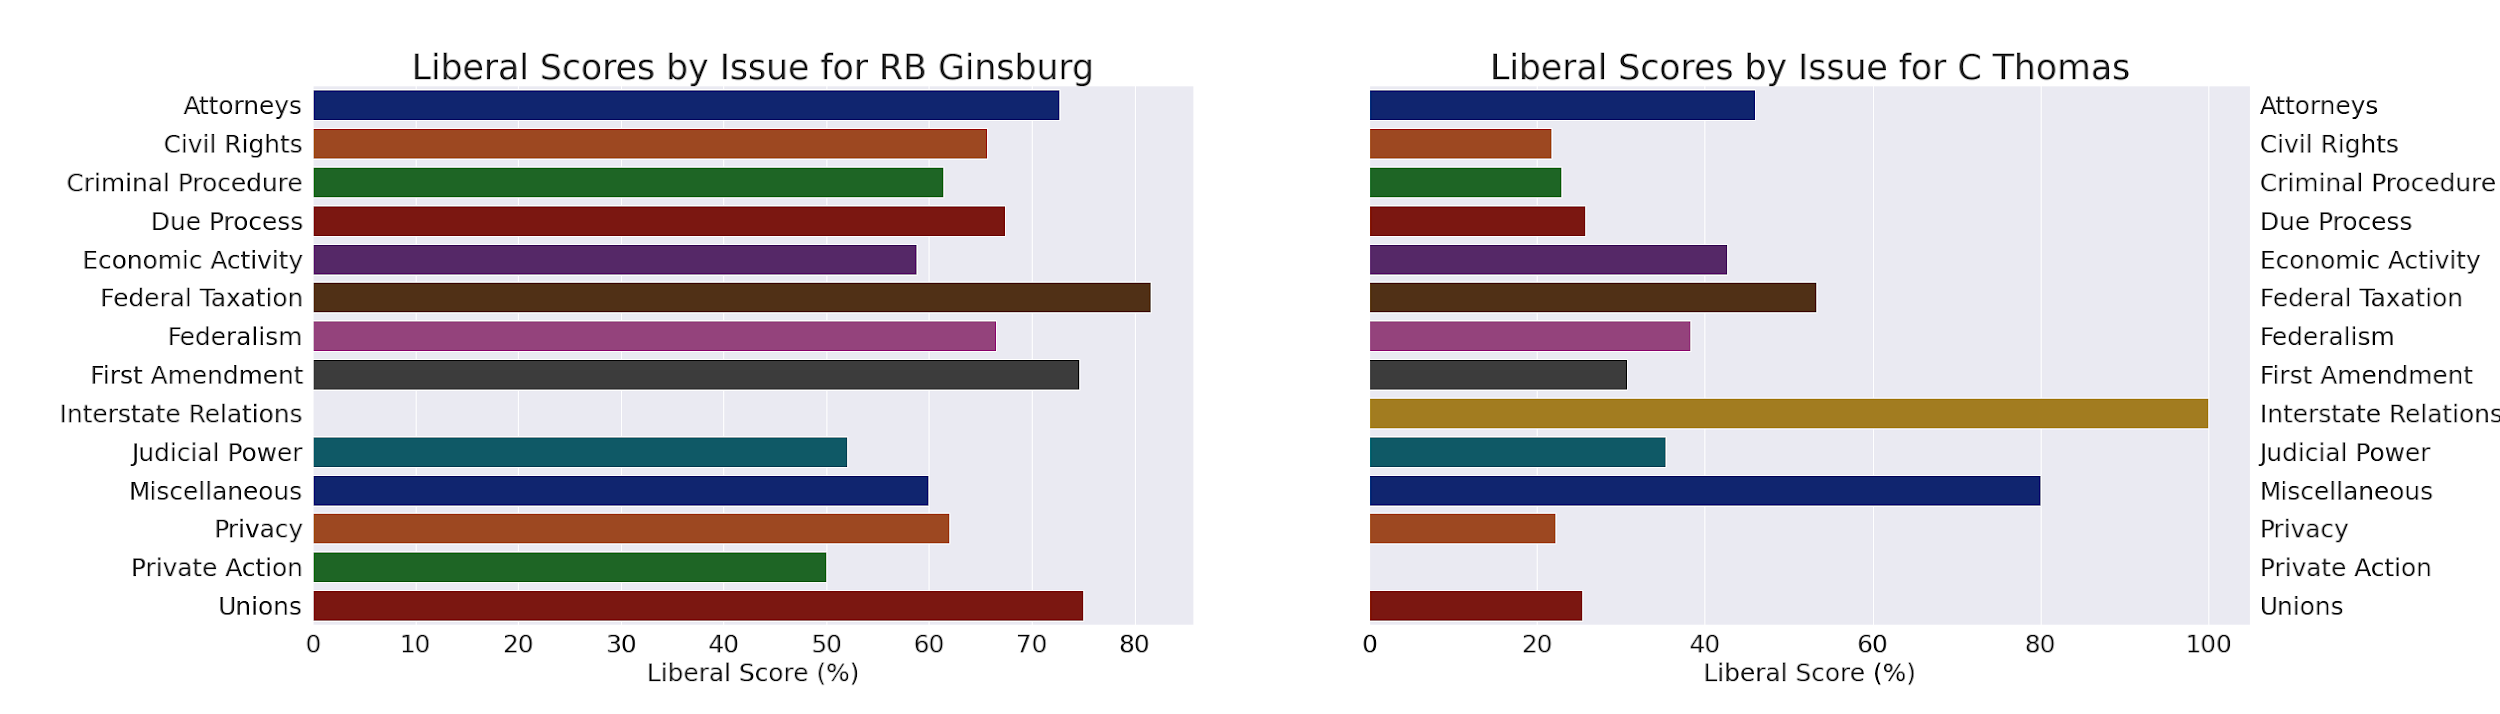 Liberal Scores by Issue for RB Ginsburg
Attorneys
Civil Rights
Criminal Procedure
Due Process
Economic Activity
Federal Taxation
Federalism
First Amendment
Interstate Relations
Judicial Power
Miscellaneous
Privacy
Private Action
Unions
0 10 20 30 40 50 60 70 80
Liberal Score (%)
Liberal Scores by Issue for C Thomas
Attorneys
Civil Rights
Criminal Procedure
Due Process
Economic Activity
Federal Taxation
Federalism
First Amendment
Interstate Relations
Judicial Power
Miscellaneous
Privacy
Private Action
Unions
0 20 40 60 80 100
Liberal Score (%)